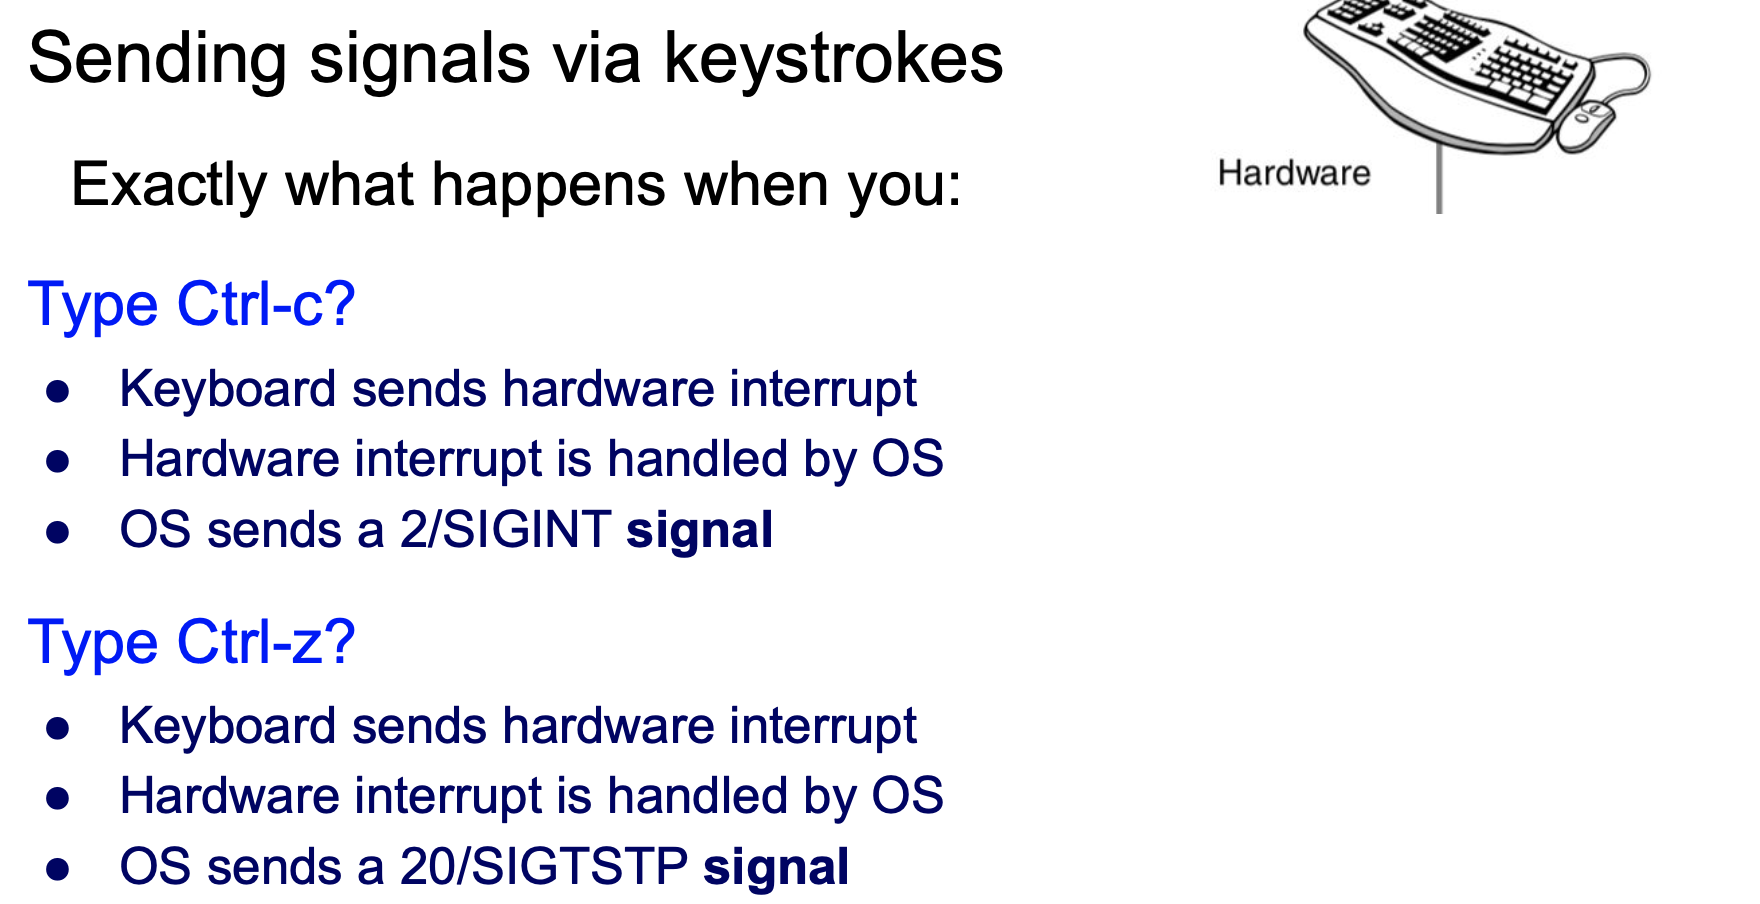 Sending signals via keystrokes
Hardware
Exactly what happens when you:
Type Ctrl-c?
● Keyboard sends hardware interrupt
● Hardware interrupt is handled by OS
● OS sends a 2/SIGINT signal
Type Ctrl-z?
● Keyboard sends hardware interrupt
● Hardware interrupt is handled by OS
● OS sends a 20/SIGTSTP signal